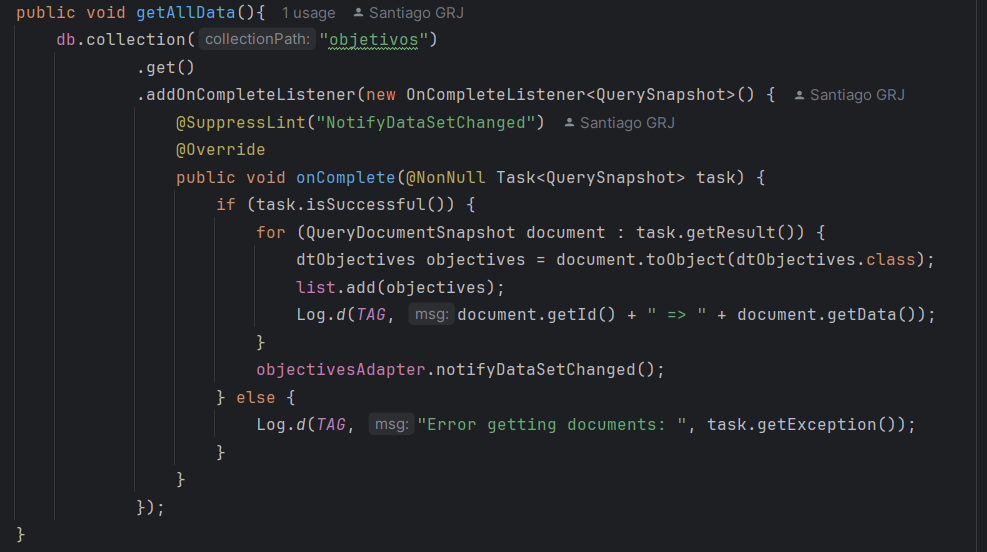 public void getAllData(){ 1 usage Santiago GRJ
db.collection( collectionPath: "objetivos")
.get()
.addOnCompleteListener(new OnCompleteListener<QuerySnapshot>() { Santiago GRJ
@SuppressLint("NotifyDataSetChanged") Santiago GRJ
@Override
public void onComplete(@NonNull Task<QuerySnapshot> task) {
if (task.isSuccessful()) {
for (QueryDocumentSnapshot document : task.getResult()) {
dtObjectives objectives = document.toObject(dtObjectives.class);
list.add(objectives);
Log.d(TAG, msg: document.getId() + " => " + document.getData());
}
objectivesAdapter.notifyDataSetChanged();
} else {
Log.d(TAG, msg: "Error getting documents: ", task.getException());
}
}
});
}